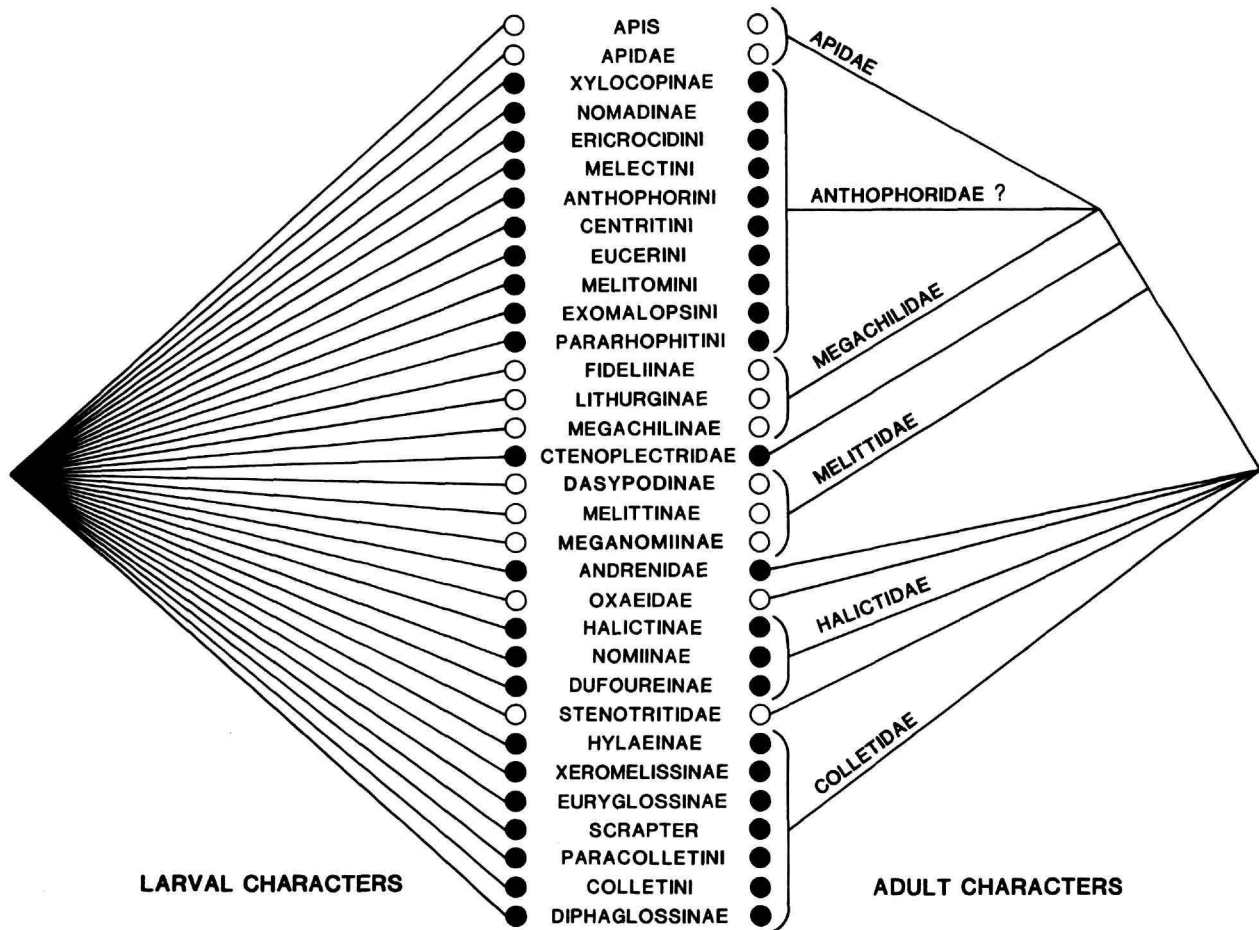 APIS
APIDAE
XYLOCOPINAE
NOMADINAE
ERICROCIDINI
MELECTINI
ANTHOPHORINI
CENTRITINI
EUCERINI
MELITOMINI
EXOMALOPSINI
PARARHOPHITINI
FIDELIINAE
LITHURGINAE
MEGACHILINAE
CTENOPLECTRIDAE
DASYPODINAE
MELITTINAE
MEGANOMIINAE
ANDRENIDAE
OXAEIDAE
HALICTINAE
NOMIINAE
DUFOUREINAE
STENOTRITIDAE
HYLAEINAE
XEROMELISSINAE
EURYGLOSSINAE
SCRAPTER
PARACOLLETINI
COLLETINI
DIPHAGLOSSINAE
APIDAE
ANTHOPHORIDAE ?
MEGACHILIDAE
MELITTIDAE
HALICTIDAE
COLLETIDAE
LARVAL CHARACTERS
ADULT CHARACTERS